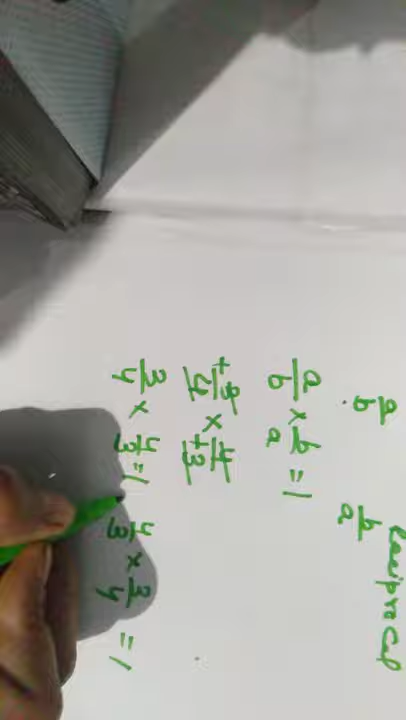 Reciprocal
a/b b/a
a/b × b/a = 1
+3/4 × 4/+3
3/4 × 4/3 = 1 4/3 × 3/4 = 1